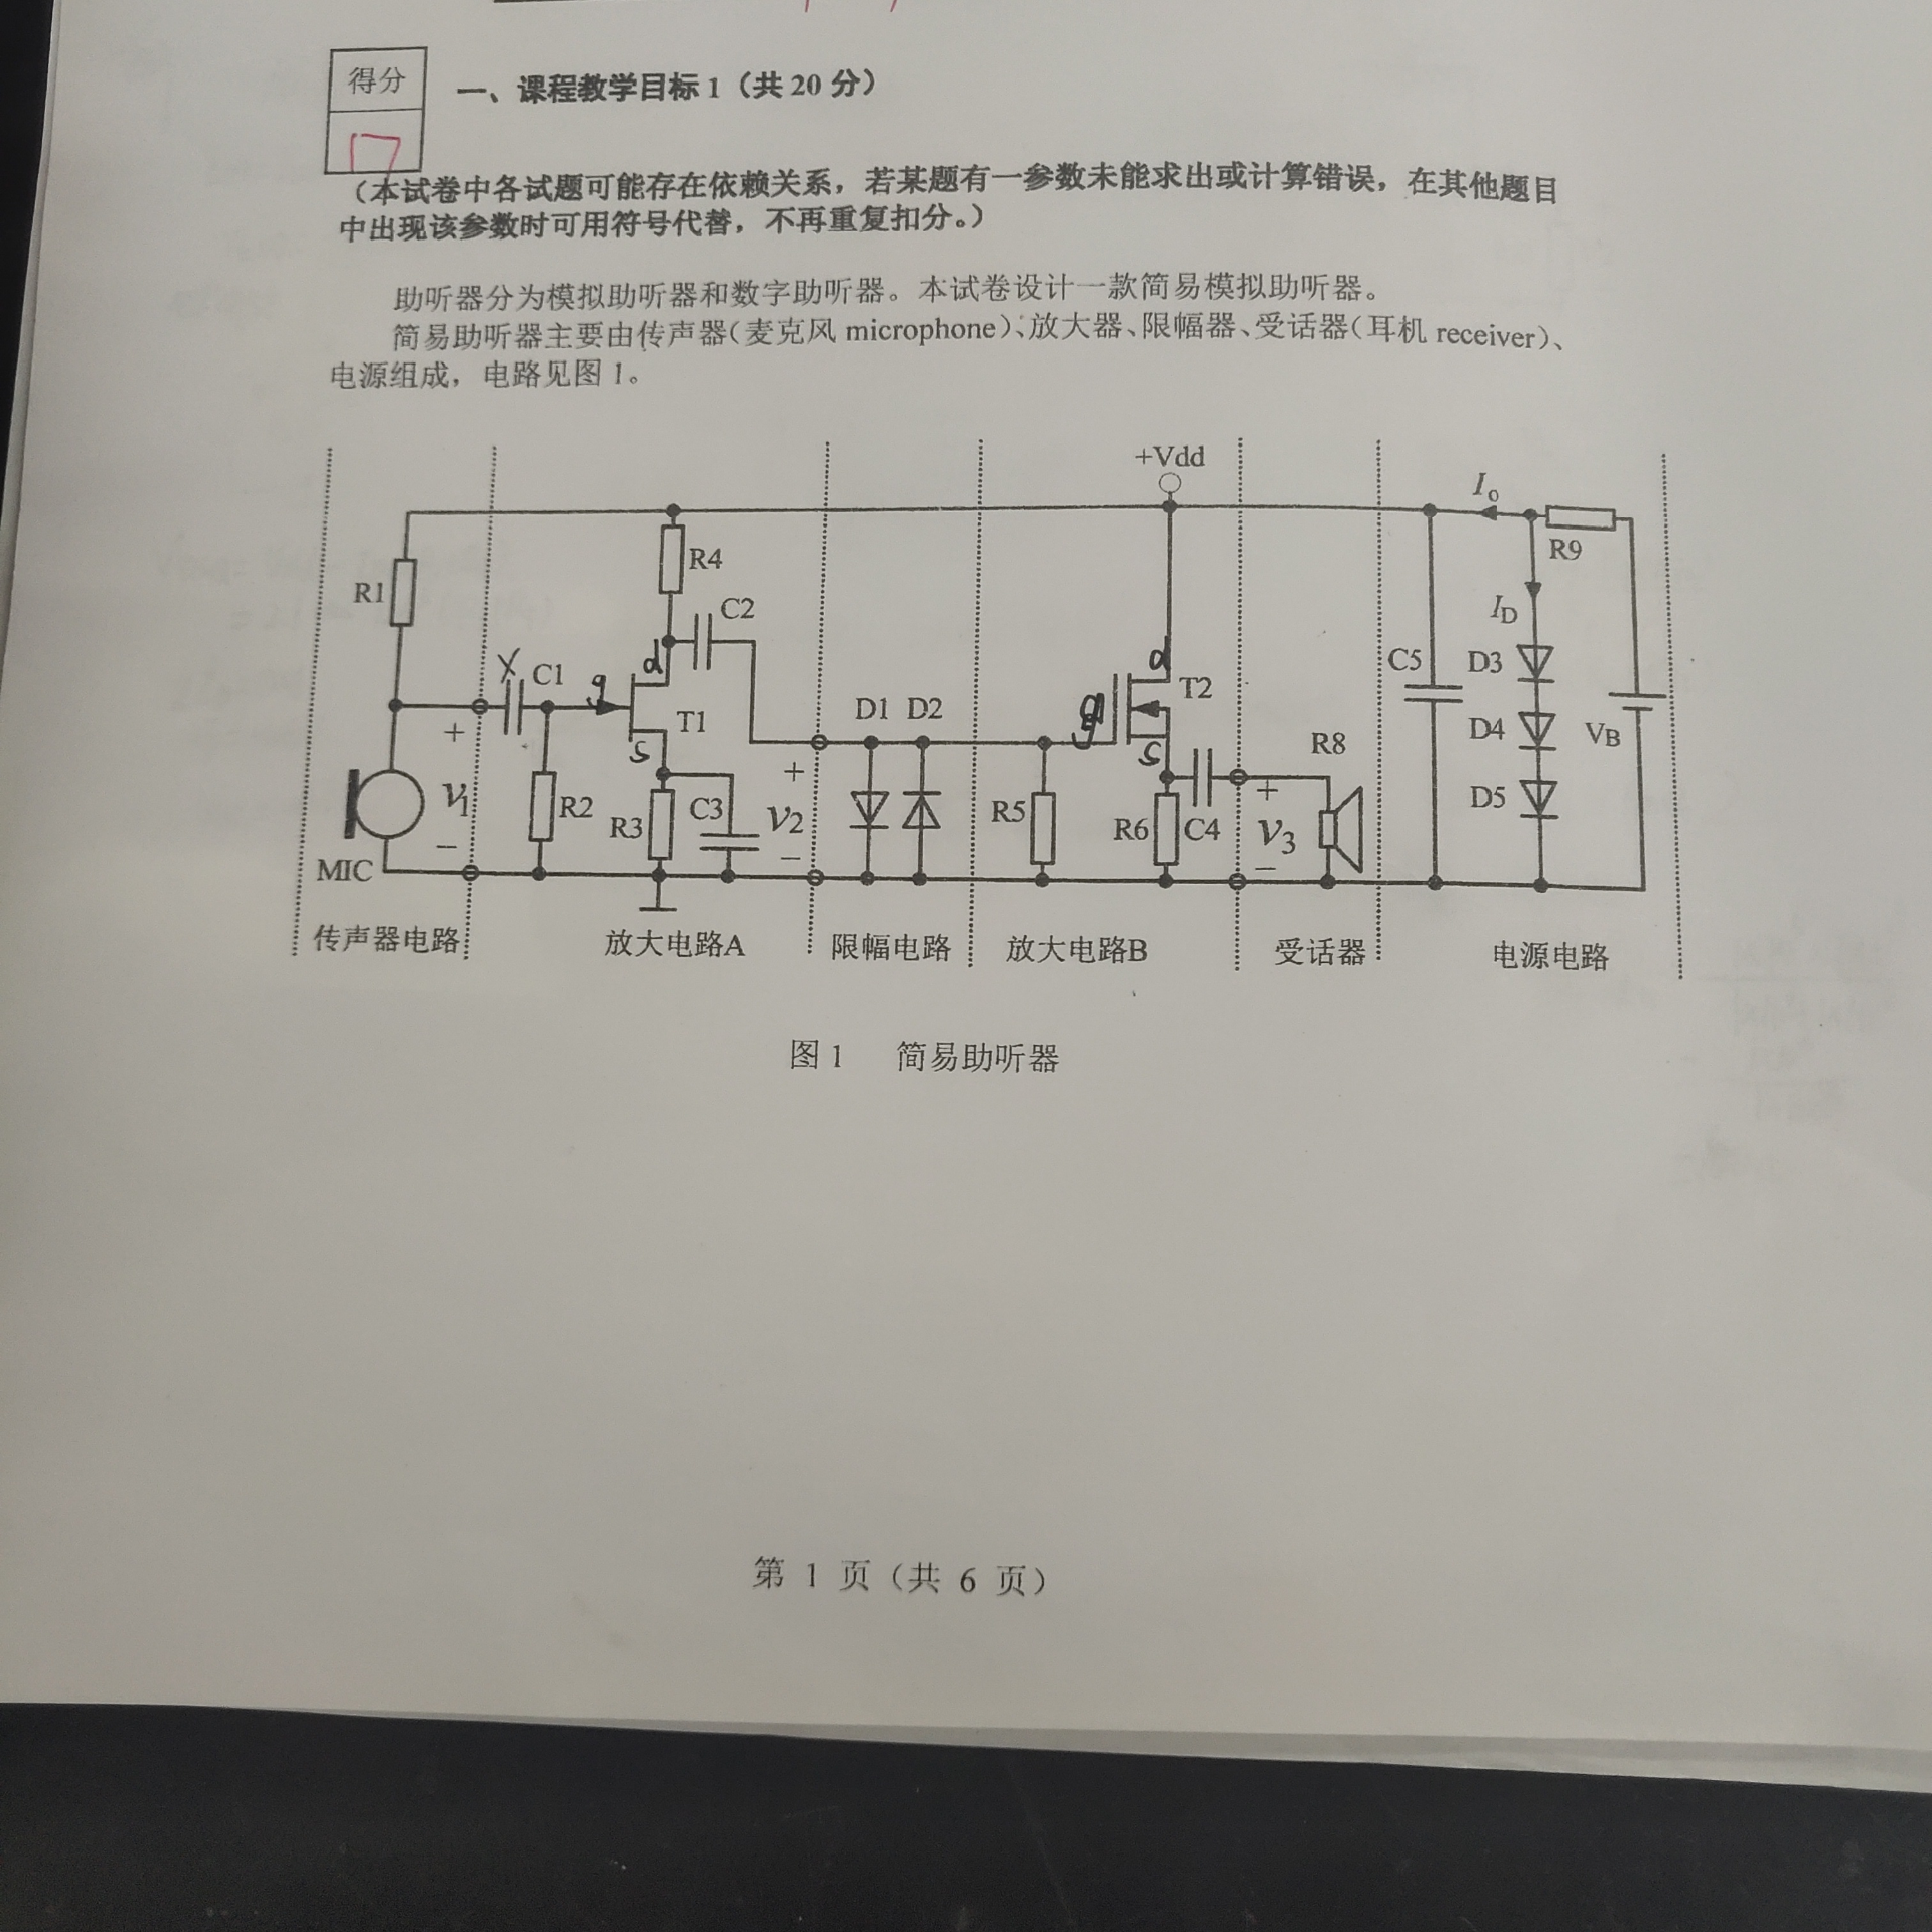 得分
17
一、课程教学目标1（共20分）
（本试卷中各试题可能存在依赖关系，若某题有一参数未能求出或计算错误，在其他题目
中出现该参数时可用符号代替，不再重复扣分。）
助听器分为模拟助听器和数字助听器。本试卷设计一款简易模拟助听器。
简易助听器主要由传声器（麦克风 microphone）、放大器、限幅器、受话器（耳机 receiver）、
电源组成，电路见图1。
+Vdd
I0
R9
R4
R1
ID
C2
X
C1
g
d
s
T1
D1 D2
g
d
s
T2
C5
D3
D4
D5
VB
R8
+
V1
−
R2
R3
C3
+
V2
−
R5
R6
C4
+
V3
−
MIC
传声器电路
放大电路A
限幅电路
放大电路B
受话器
电源电路
图1 简易助听器
第 1 页（共 6 页）